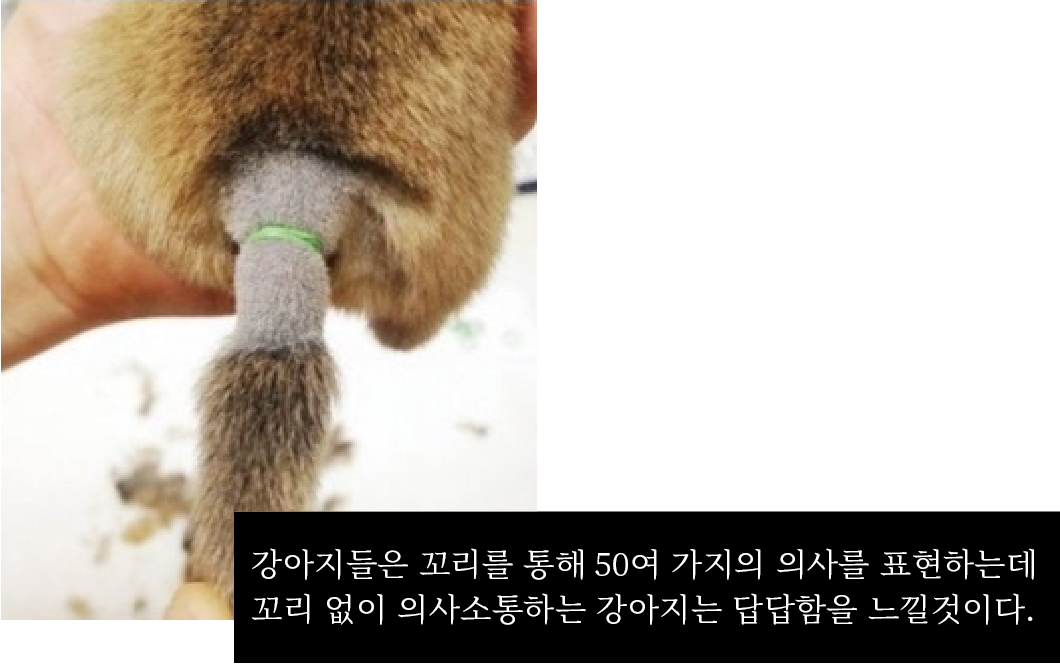 강아지들은 꼬리를 통해 50여 가지의 의사를 표현하는데
꼬리 없이 의사소통하는 강아지는 답답함을 느낄것이다.